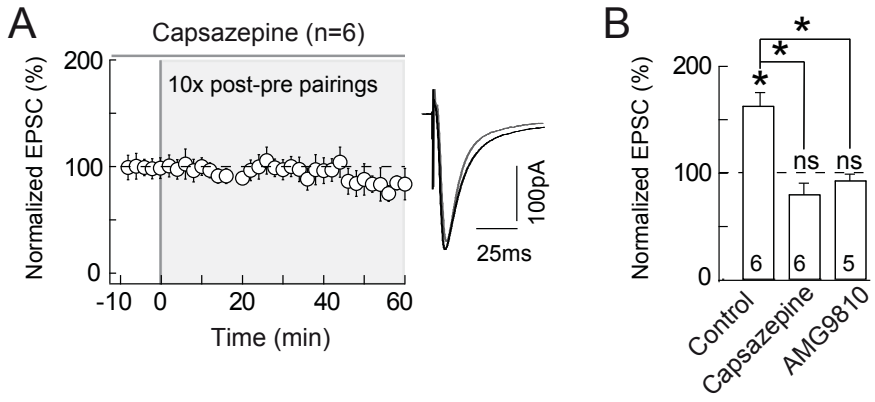 A
Capsazepine (n=6)
Normalized EPSC (%)
200
100
0
10x post-pre pairings
-10 0 20 40 60
Time (min)
100pA
25ms
B
Normalized EPSC (%)
200
100
0
*
*
*
ns
ns
6
6
5
Control
Capsazepine
AMG9810